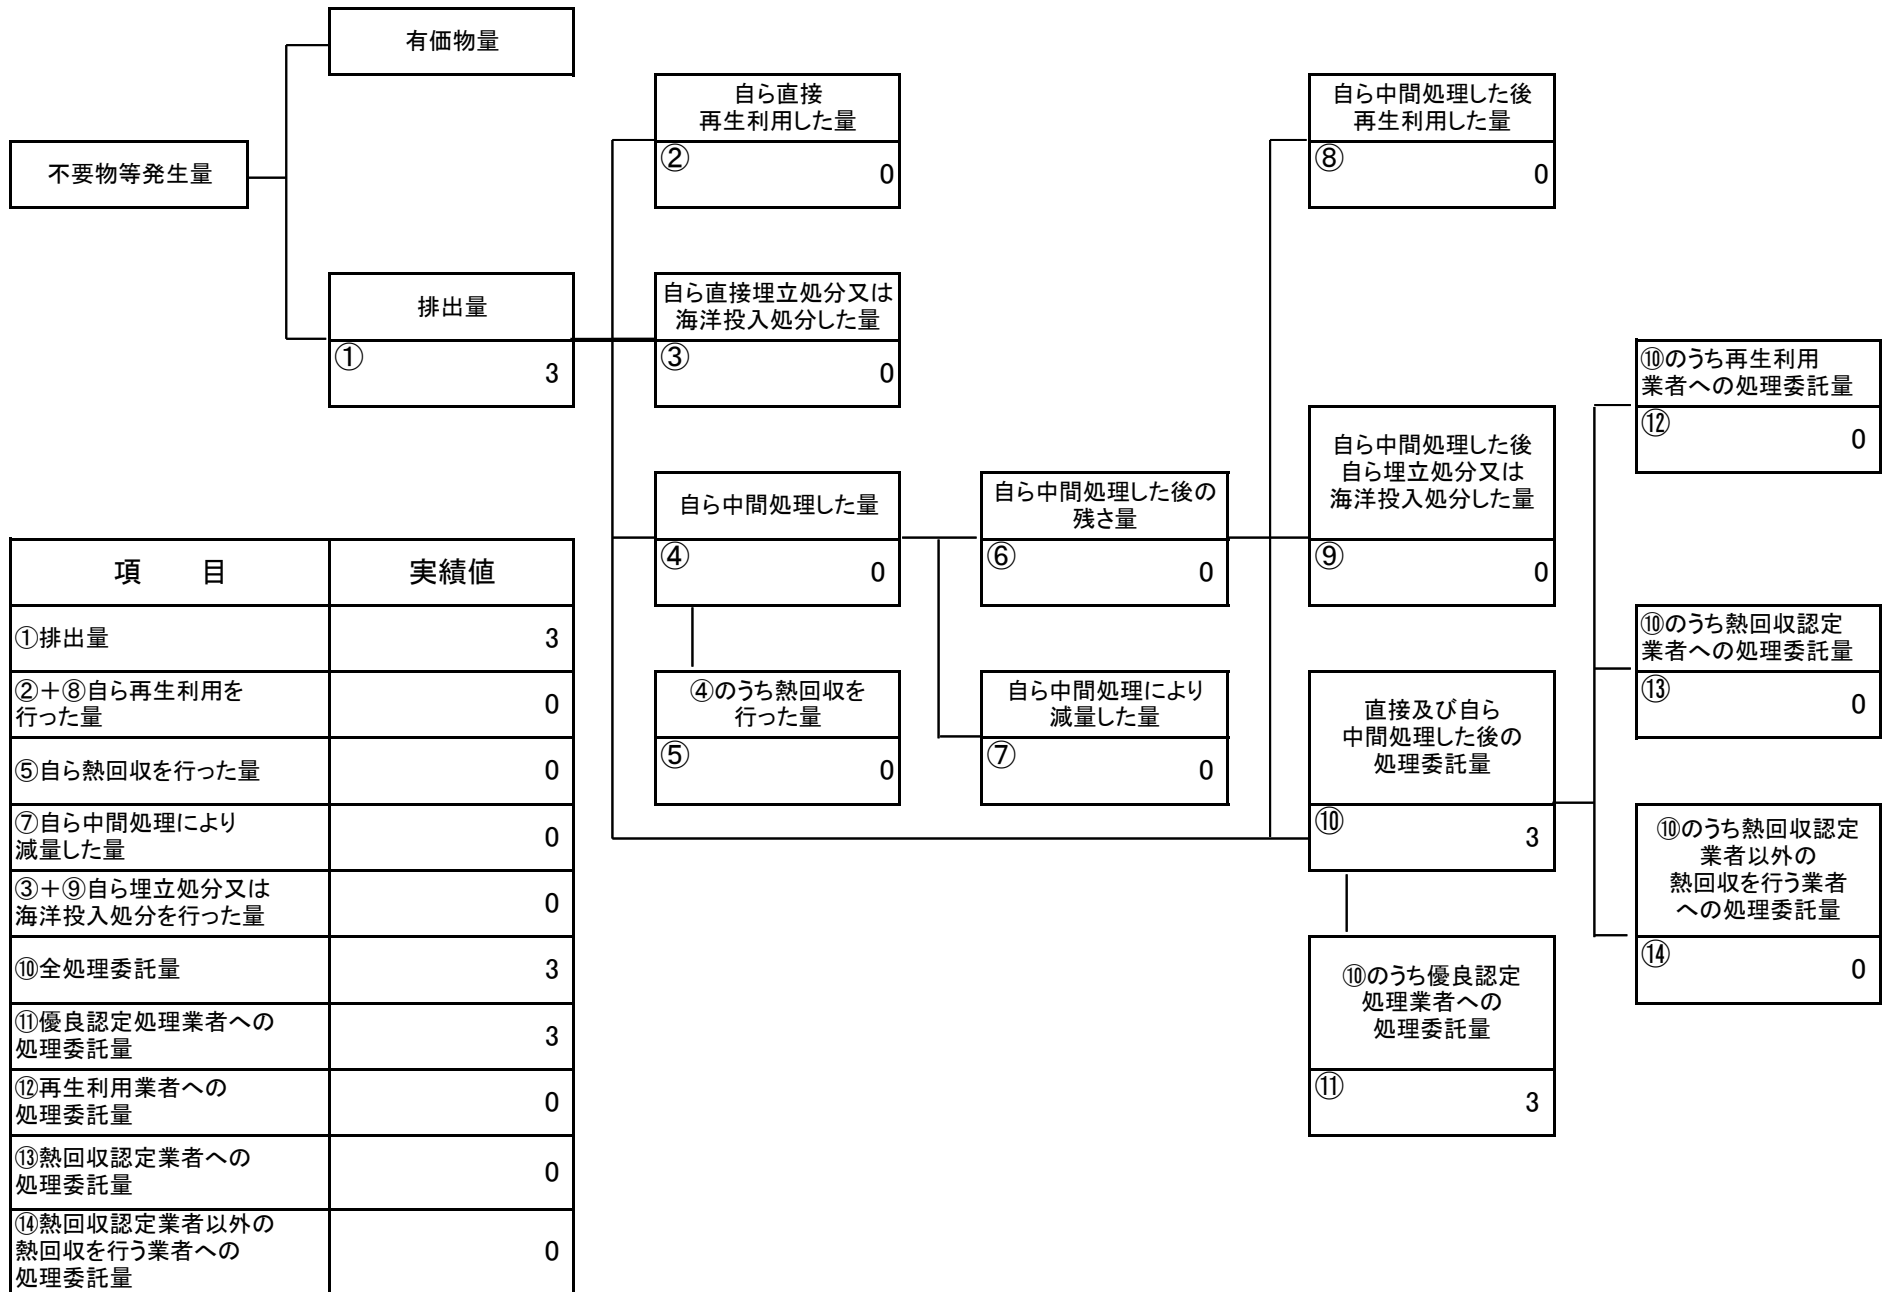 有価物量
不要物等発生量
排出量
①
3
自ら直接
再生利用した量
②
0
自ら直接埋立処分又は
海洋投入処分した量
③
0
自ら中間処理した量
④
0
④のうち熱回収を
行った量
⑤
0
自ら中間処理した後の
残さ量
⑥
0
自ら中間処理により
減量した量
⑦
0
自ら中間処理した後
再生利用した量
⑧
0
自ら中間処理した後
自ら埋立処分又は
海洋投入処分した量
⑨
0
直接及び自ら
中間処理した後の
処理委託量
⑩
3
⑩のうち優良認定
処理業者への
処理委託量
⑪
3
⑩のうち再生利用
業者への処理委託量
⑫
0
⑩のうち熱回収認定
業者への処理委託量
⑬
0
⑩のうち熱回収認定
業者以外の
熱回収を行う業者
への処理委託量
⑭
0
項　　目 実績値
①排出量 3
②＋⑧自ら再生利用を
行った量 0
⑤自ら熱回収を行った量 0
⑦自ら中間処理により
減量した量 0
③＋⑨自ら埋立処分又は
海洋投入処分を行った量 0
⑩全処理委託量 3
⑪優良認定処理業者への
処理委託量 3
⑫再生利用業者への
処理委託量 0
⑬熱回収認定業者への
処理委託量 0
⑭熱回収認定業者以外の
熱回収を行う業者への 0
処理委託量